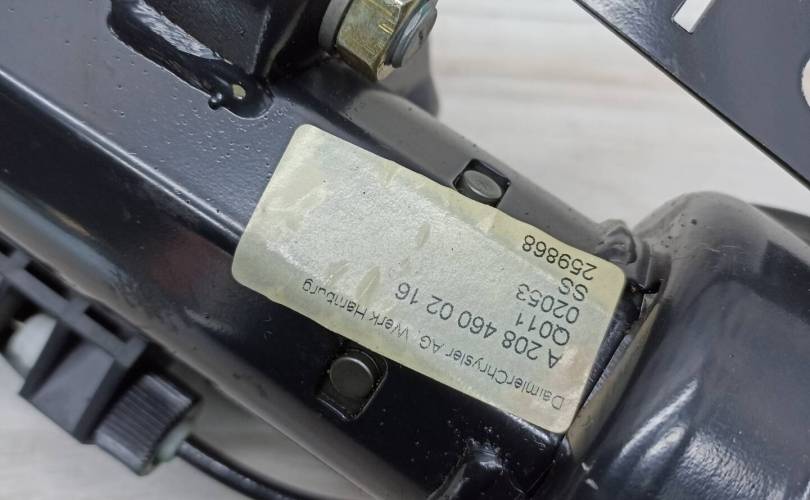 DaimlerChrysler AG, Werk Hamburg
A 208 460 02 16
Q011
02053
SS
259868